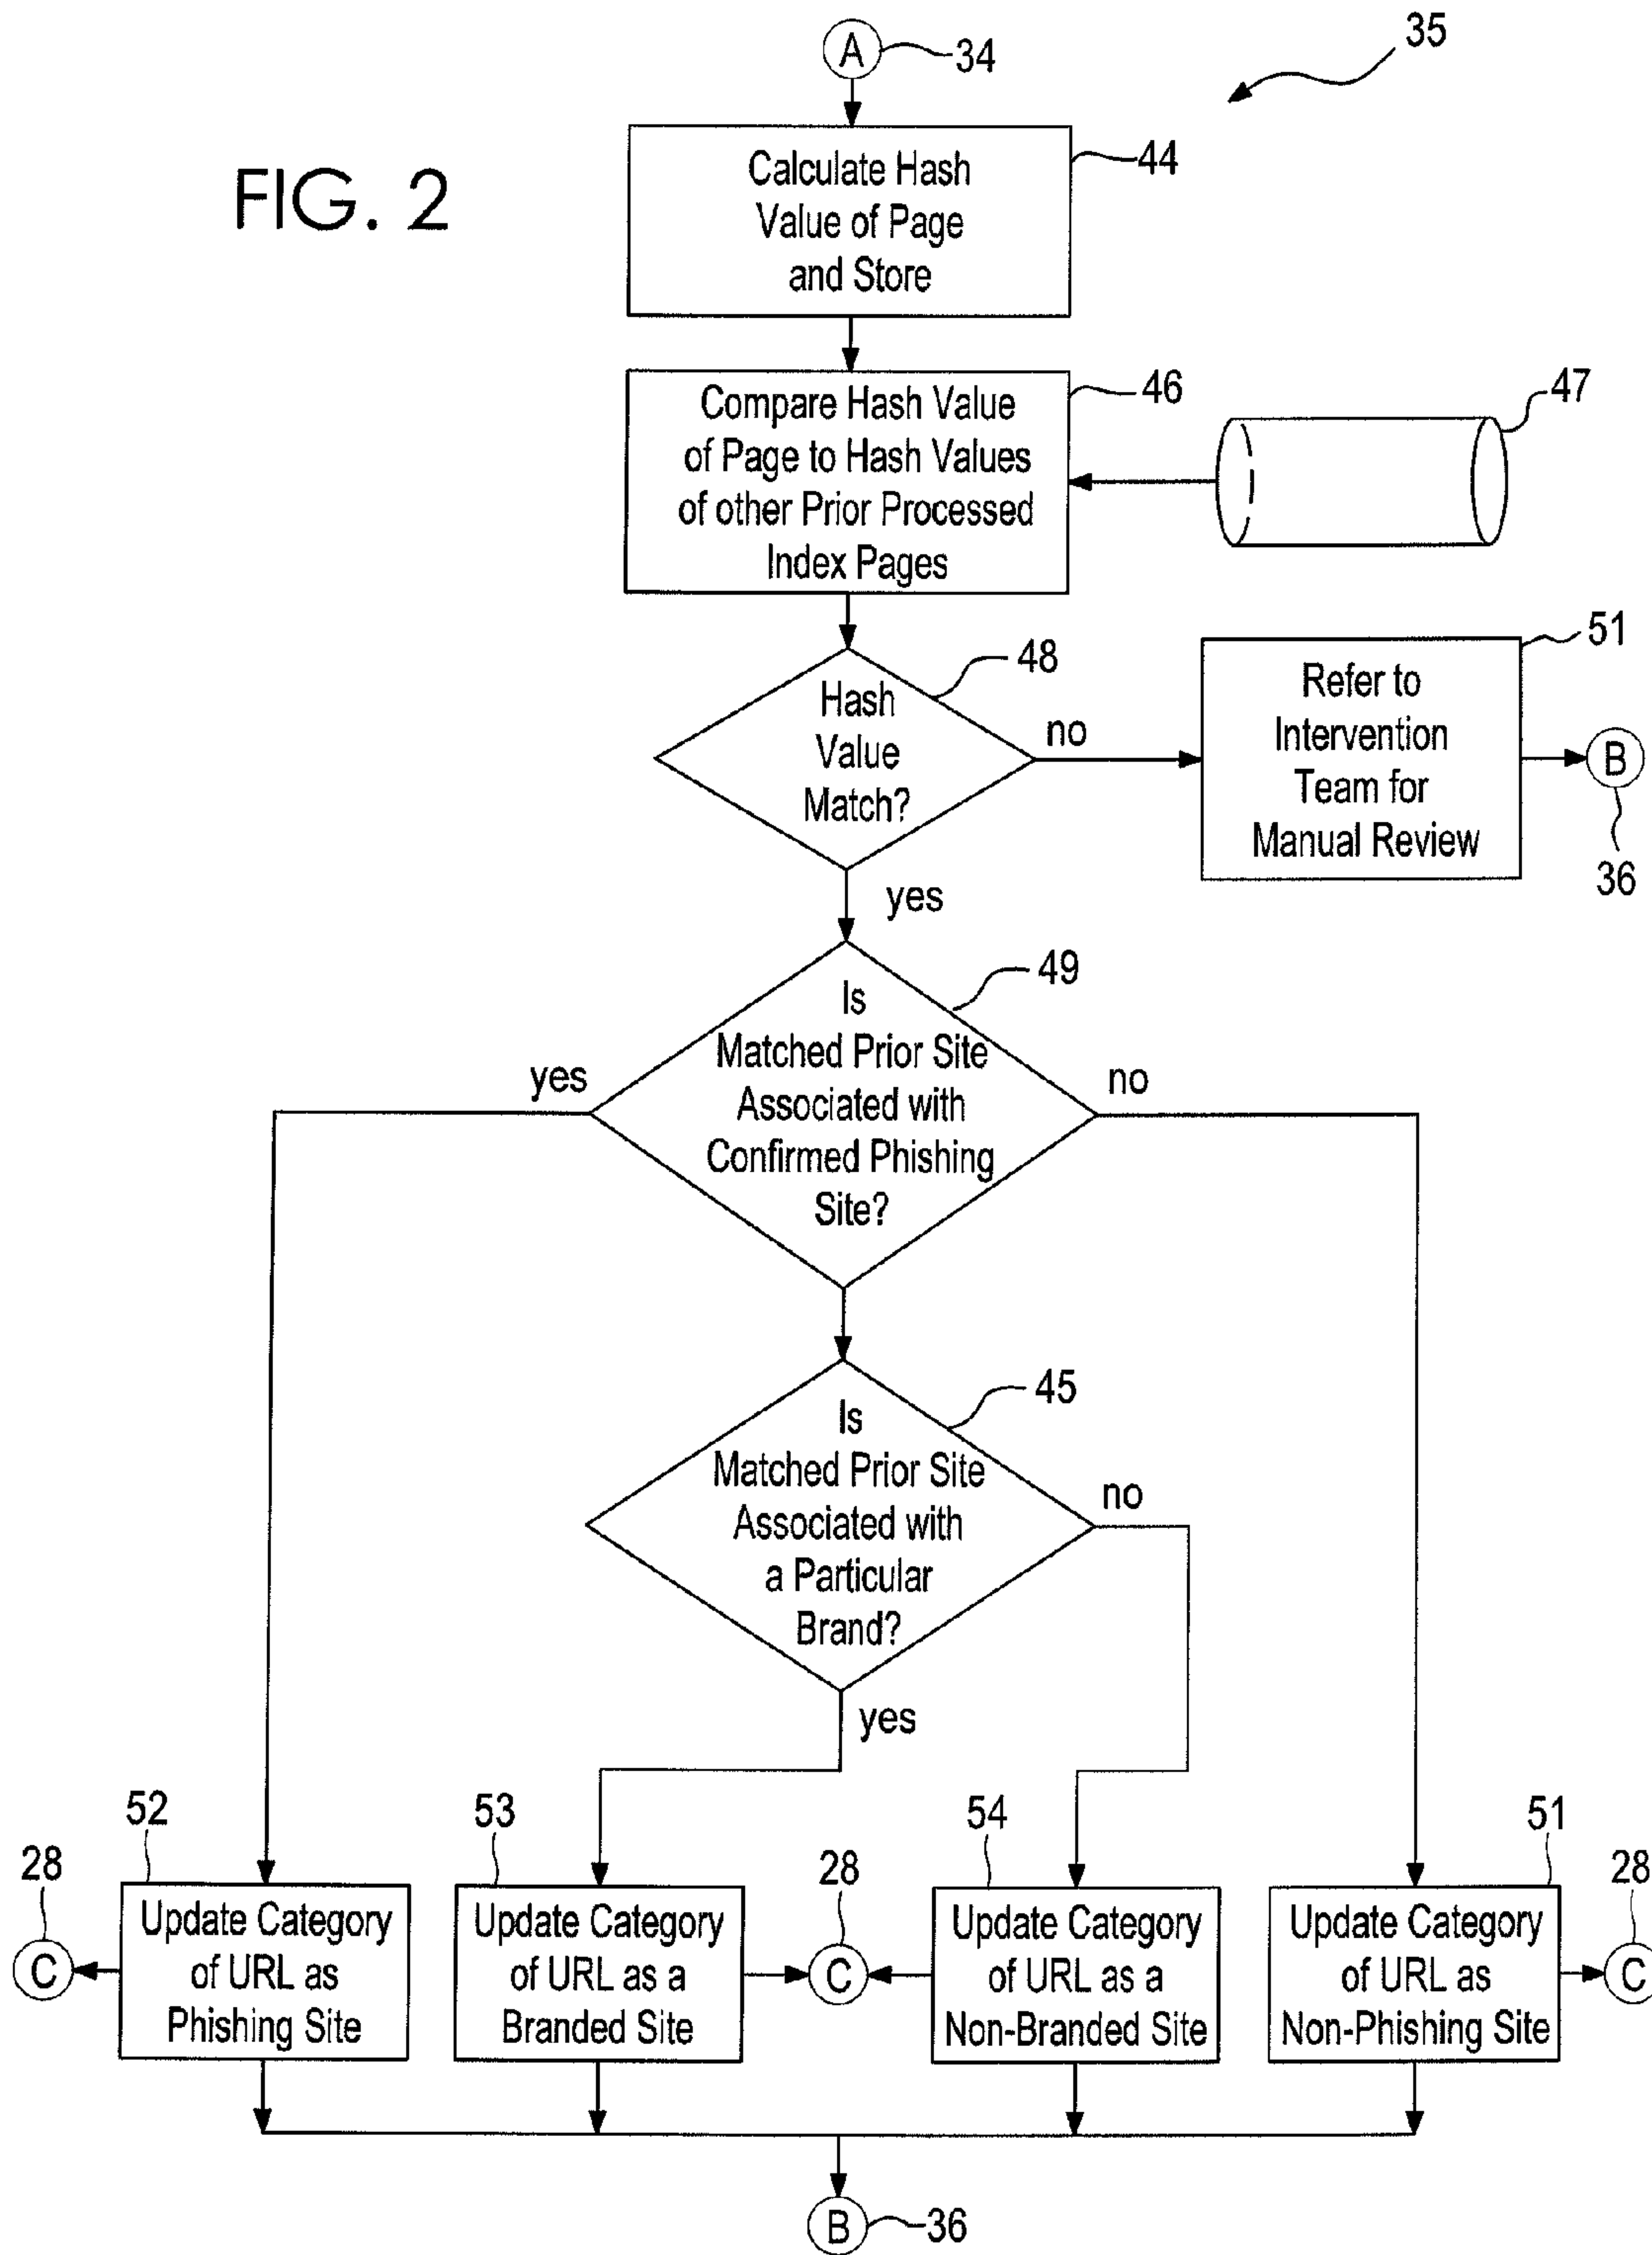 FIG. 2
A
34
35
Calculate Hash
Value of Page
and Store
44
Compare Hash Value
of Page to Hash Values
of other Prior Processed
Index Pages
46
47
Hash
Value
Match?
48
no
yes
Refer to
Intervention
Team for
Manual Review
51
B
36
Is
Matched Prior Site
Associated with
Confirmed Phishing
Site?
49
yes
no
Is
Matched Prior Site
Associated with
a Particular
Brand?
45
no
yes
52
Update Category
of URL as
Phishing Site
28
C
53
Update Category
of URL as a
Branded Site
28
C
54
Update Category
of URL as a
Non-Branded Site
51
Update Category
of URL as
Non-Phishing Site
28
C
B
36